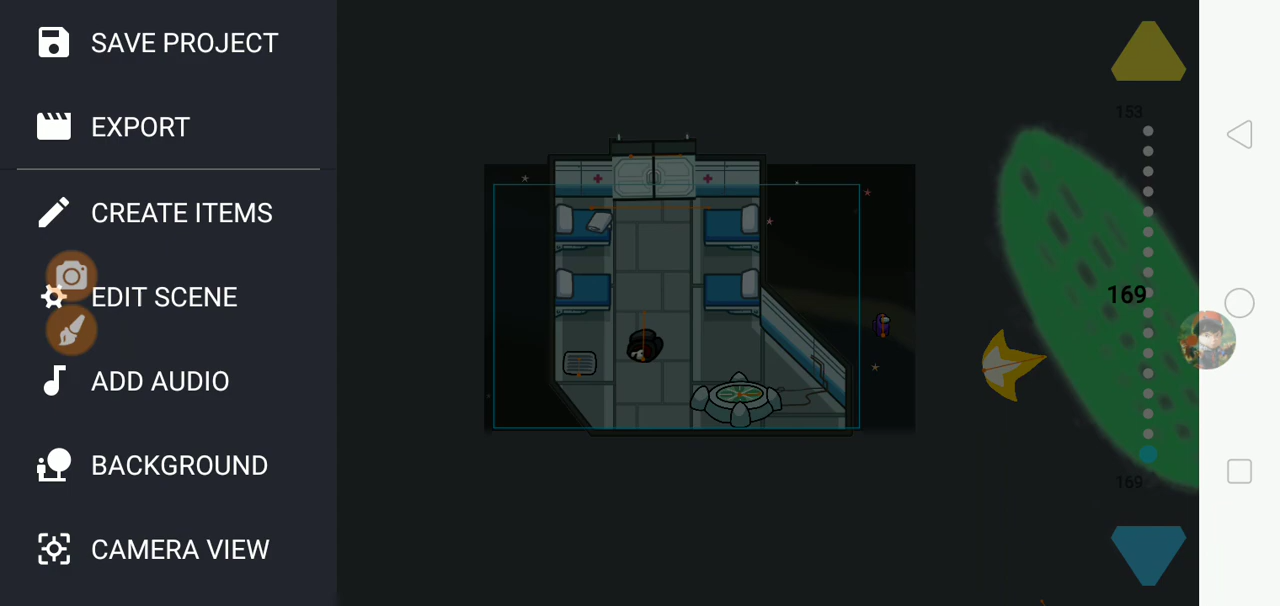 SAVE PROJECT
EXPORT
CREATE ITEMS
EDIT SCENE
ADD AUDIO
BACKGROUND
CAMERA VIEW
153
169
169